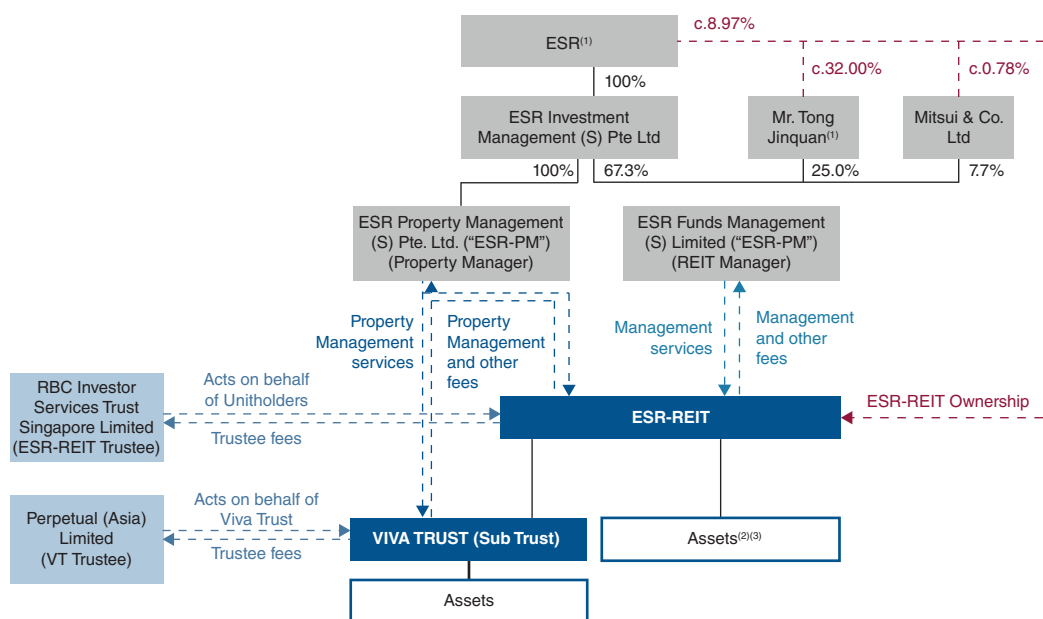 ESR(1)
c.8.97%
c.32.00%
c.0.78%
100%
ESR Investment
Management (S) Pte Ltd
Mr. Tong
Jinquan(1)
Mitsui & Co.
Ltd
100%
67.3%
25.0%
7.7%
ESR Property Management
(S) Pte. Ltd. (“ESR-PM”)
(Property Manager)
ESR Funds Management
(S) Limited (“ESR-PM”)
(REIT Manager)
Property
Management
services
Property
Management
and other
fees
Management
services
Management
and other
fees
RBC Investor
Services Trust
Singapore Limited
(ESR-REIT Trustee)
Acts on behalf
of Unitholders
Trustee fees
ESR-REIT
ESR-REIT Ownership
Perpetual (Asia)
Limited
(VT Trustee)
Acts on behalf of
Viva Trust
Trustee fees
VIVA TRUST (Sub Trust)
Assets(2)(3)
Assets